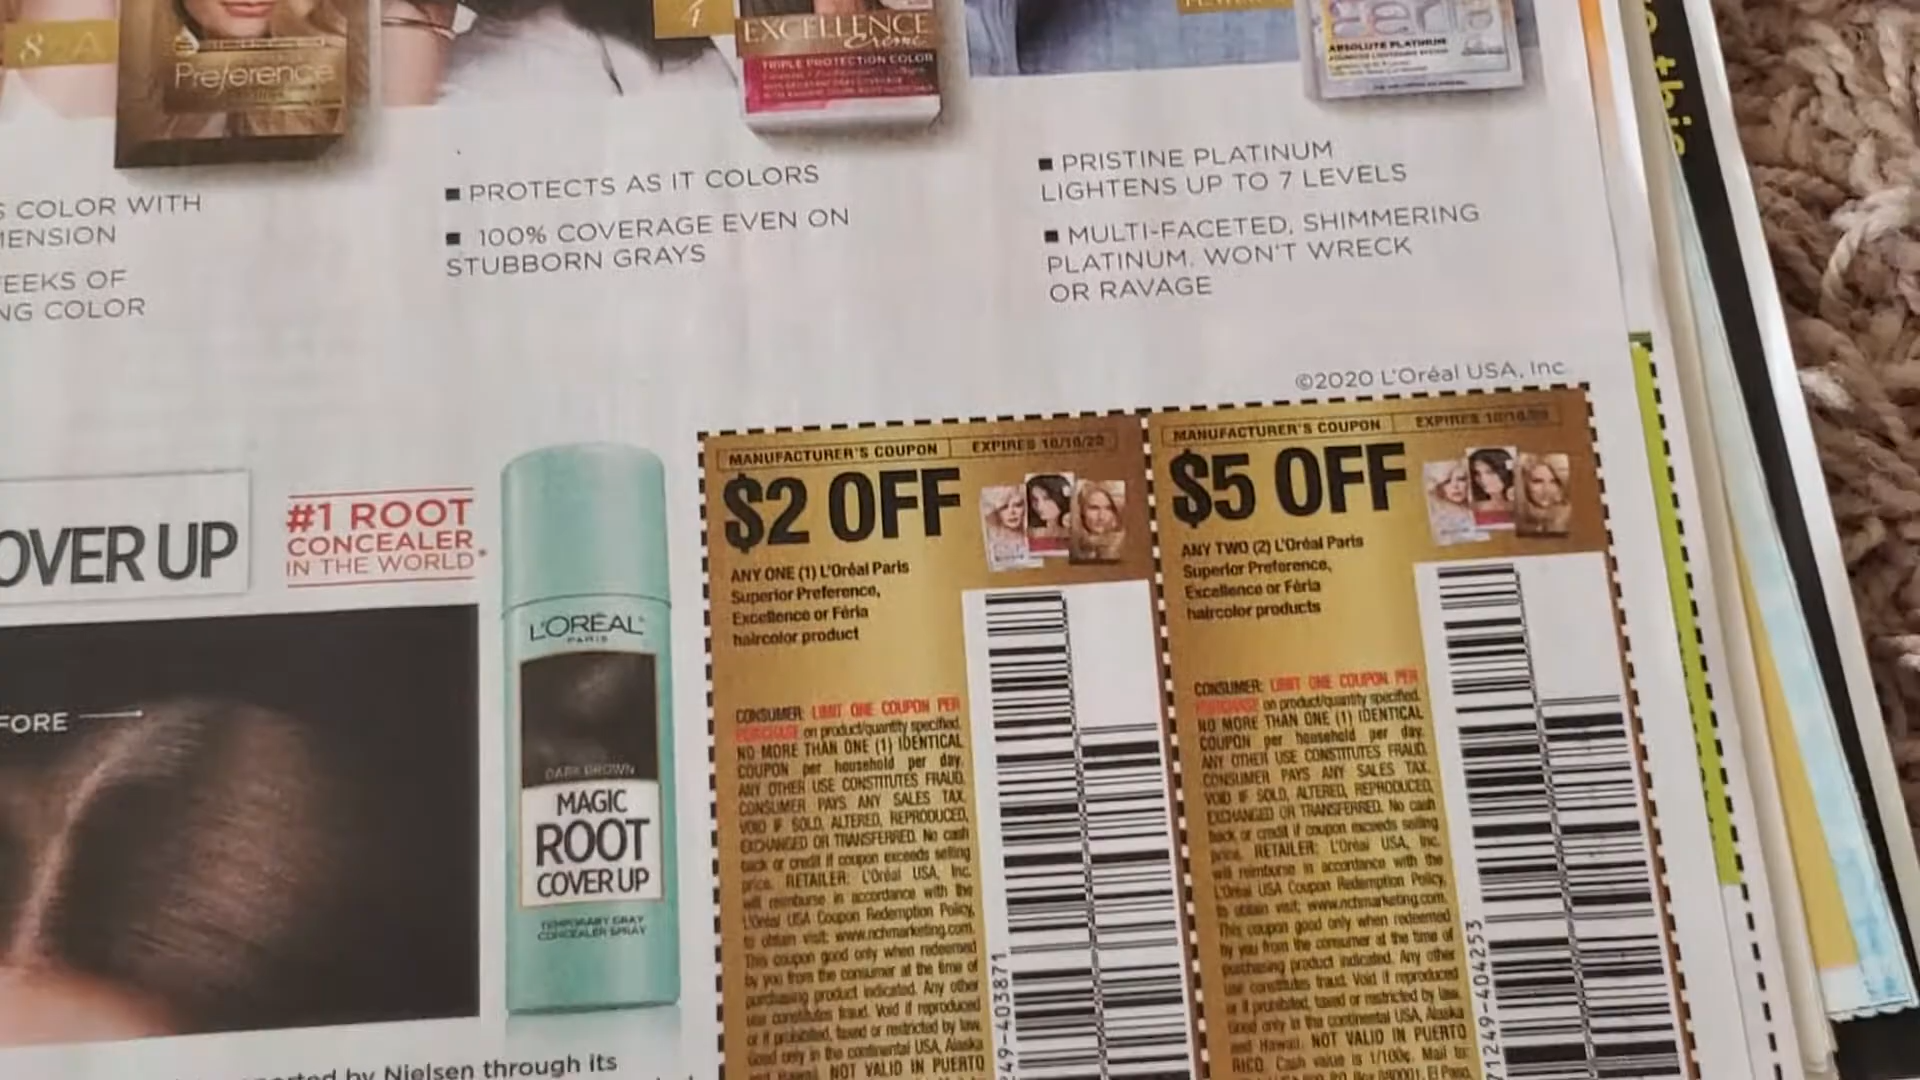 8
A
Preference
4
EXCELLENCE
Crème
TRIPLE PROTECTION COLOR
feria
ABSOLUTE PLATINUM
S COLOR WITH
MENSION
EEKS OF
NG COLOR
■ PROTECTS AS IT COLORS
■ 100% COVERAGE EVEN ON
STUBBORN GRAYS
■ PRISTINE PLATINUM
LIGHTENS UP TO 7 LEVELS
■ MULTI-FACETED, SHIMMERING
PLATINUM, WON'T WRECK
OR RAVAGE
©2020 L'Oréal USA, Inc.
OVER UP
#1 ROOT
CONCEALER
IN THE WORLD*
FORE
L'ORÉAL
PARIS
DARK BROWN
MAGIC
ROOT
COVER UP
TEMPORARY GRAY
CONCEALER SPRAY
MANUFACTURER'S COUPON EXPIRES 10/10/20
$2 OFF
ANY ONE (1) L'Oréal Paris
Superior Preference,
Excellence or Féria
haircolor product
CONSUMER: LIMIT ONE COUPON PER
PURCHASE on product/quantity specified.
NO MORE THAN ONE (1) IDENTICAL
COUPON per household per day.
ANY OTHER USE CONSTITUTES FRAUD.
CONSUMER PAYS ANY SALES TAX.
VOID IF SOLD, ALTERED, REPRODUCED,
EXCHANGED OR TRANSFERRED. No cash
back or credit if coupon exceeds selling
price. RETAILER: L'Oréal USA, Inc.
will reimburse in accordance with the
L'Oréal USA Coupon Redemption Policy,
to obtain visit: www.nchmarketing.com.
This coupon good only when redeemed
by you from the consumer at the time of
purchasing product indicated. Any other
use constitutes fraud. Void if reproduced
or if prohibited, taxed or restricted by law.
Good only in the continental USA, Alaska
and Hawaii. NOT VALID IN PUERTO
249-403871
MANUFACTURER'S COUPON EXPIRES 10/10/20
$5 OFF
ANY TWO (2) L'Oréal Paris
Superior Preference,
Excellence or Féria
haircolor products
CONSUMER: LIMIT ONE COUPON PER
PURCHASE on product/quantity specified.
NO MORE THAN ONE (1) IDENTICAL
COUPON per household per day.
ANY OTHER USE CONSTITUTES FRAUD.
CONSUMER PAYS ANY SALES TAX.
VOID IF SOLD, ALTERED, REPRODUCED,
EXCHANGED OR TRANSFERRED. No cash
back or credit if coupon exceeds selling
price. RETAILER: L'Oréal USA, Inc.
will reimburse in accordance with the
L'Oréal USA Coupon Redemption Policy,
to obtain visit: www.nchmarketing.com.
This coupon good only when redeemed
by you from the consumer at the time of
purchasing product indicated. Any other
use constitutes fraud. Void if reproduced
or if prohibited, taxed or restricted by law.
Good only in the continental USA, Alaska
and Hawaii. NOT VALID IN PUERTO
RICO. Cash value is 1/100¢. Mail to:
Box 880001, El Paso,
71249-404253
by Nielsen through its
this